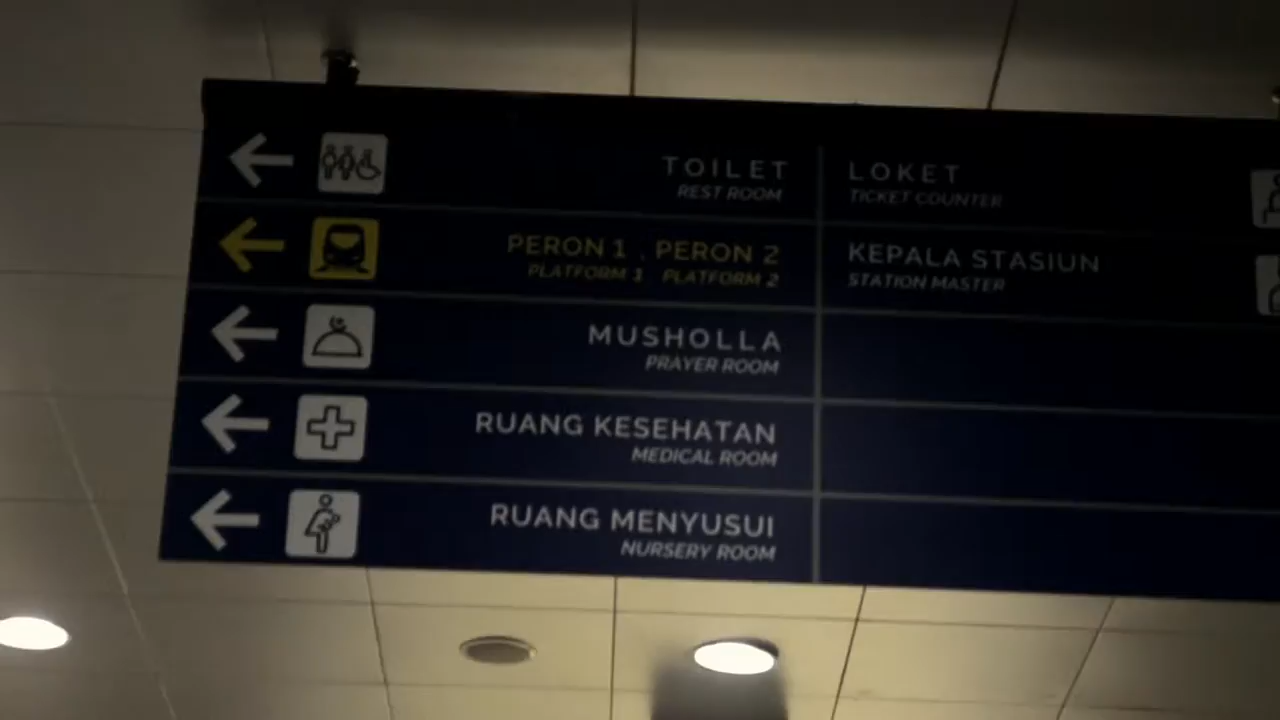 TOILET
REST ROOM
PERON 1 . PERON 2
PLATFORM 1 PLATFORM 2
MUSHOLLA
PRAYER ROOM
RUANG KESEHATAN
MEDICAL ROOM
RUANG MENYUSUI
NURSERY ROOM
LOKET
TICKET COUNTER
KEPALA STASIUN
STATION MASTER